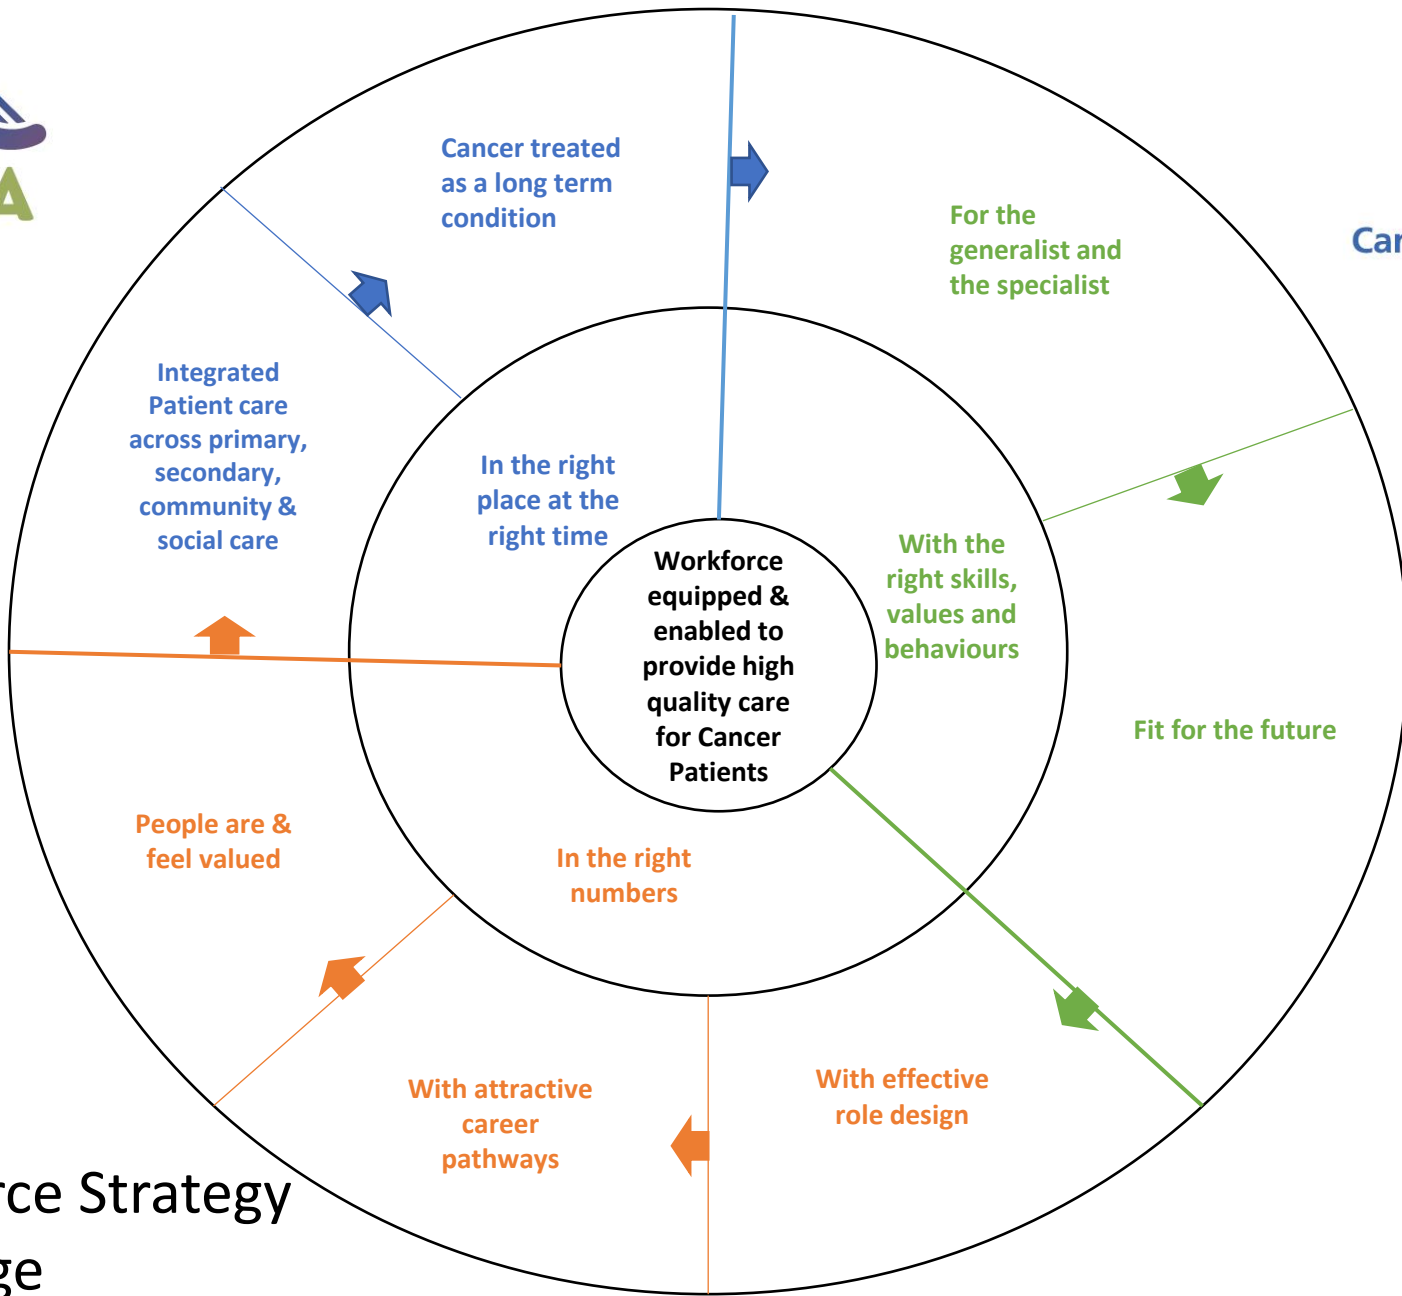 Cancer treated
as a long term
condition
For the
generalist and
the specialist
Integrated
Patient care
across primary,
secondary,
community &
social care
In the right
place at the
right time
Workforce
equipped &
enabled to
provide high
quality care
for Cancer
Patients
With the
right skills,
values and
behaviours
Fit for the future
People are &
feel valued
In the right
numbers
With attractive
career
pathways
With effective
role design
Strategy